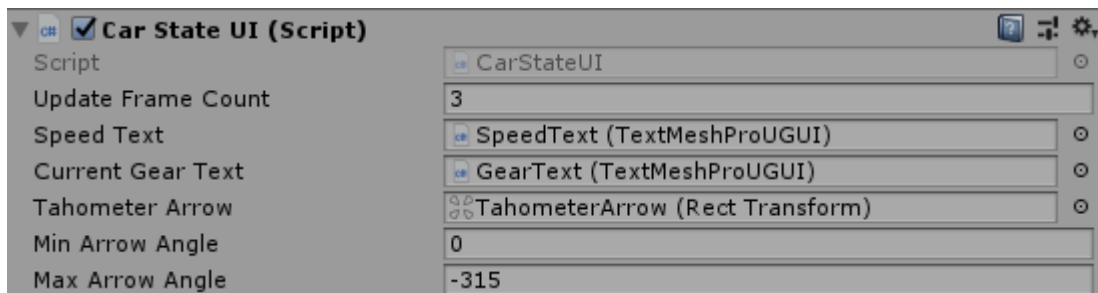 Car State UI (Script)
Script CarStateUI
Update Frame Count 3
Speed Text SpeedText (TextMeshProUGUI)
Current Gear Text GearText (TextMeshProUGUI)
Tahometer Arrow TahometerArrow (Rect Transform)
Min Arrow Angle 0
Max Arrow Angle -315